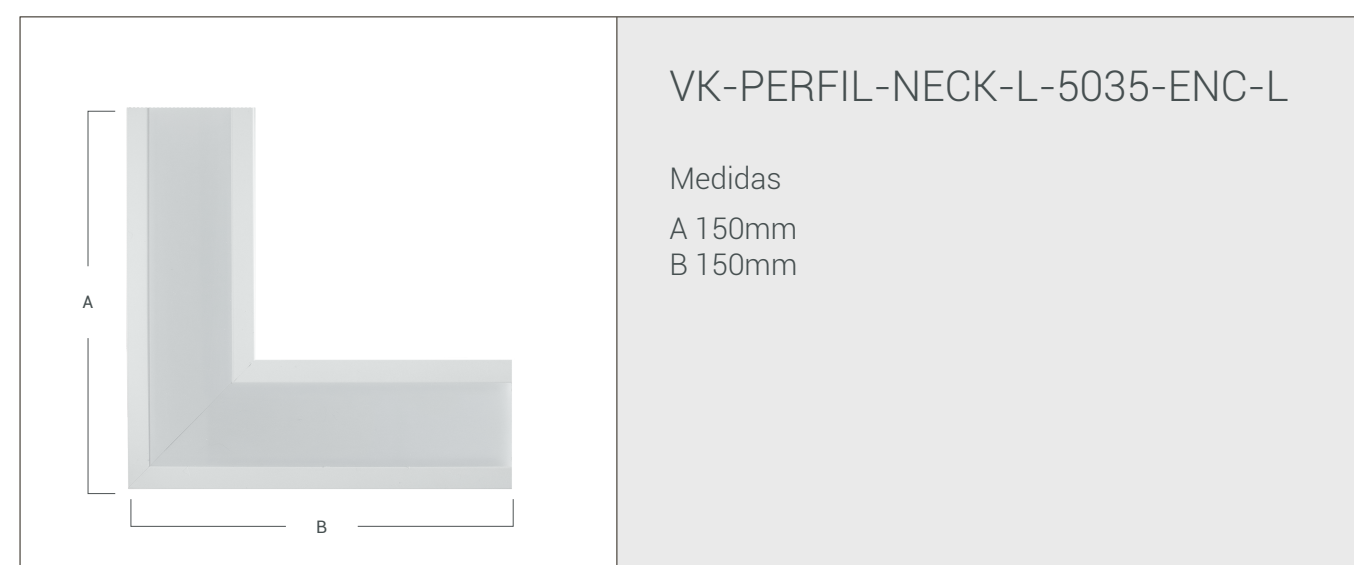 VK-PERFIL-NECK-L-5035-ENC-L
Medidas
A 150mm
B 150mm
A
B